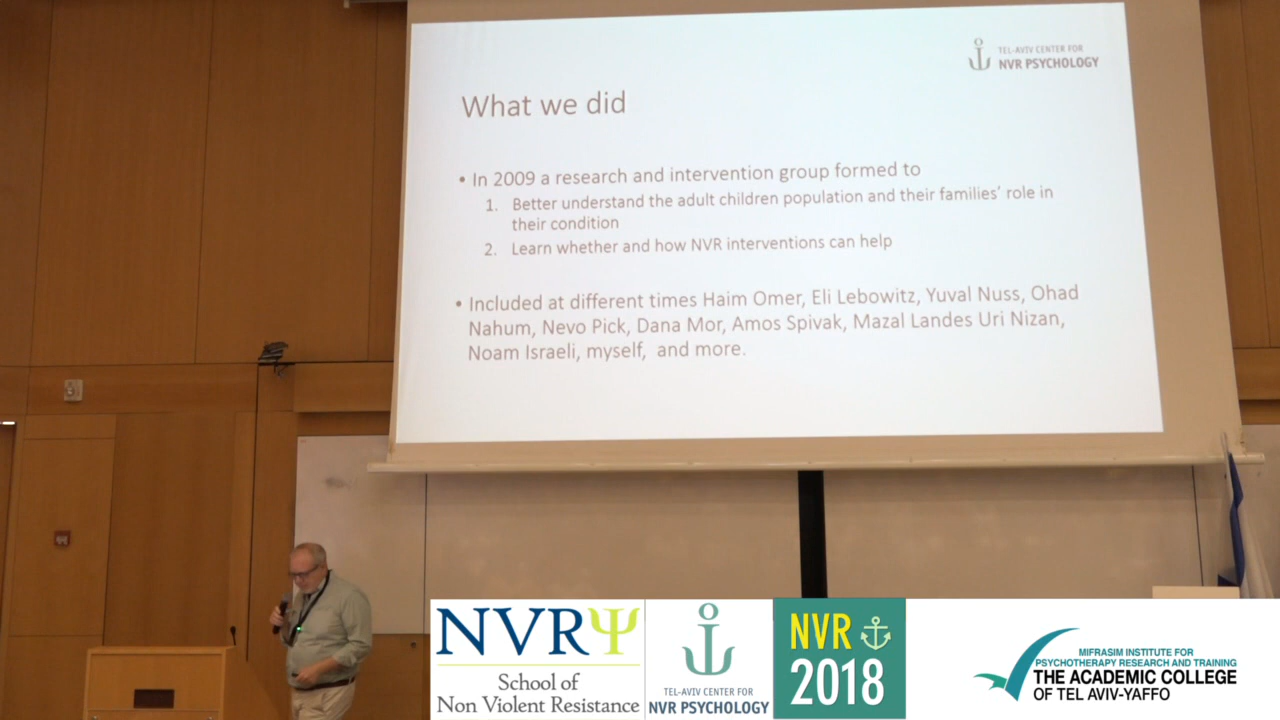 TEL-AVIV CENTER FOR
NVR PSYCHOLOGY
What we did
• In 2009 a research and intervention group formed to
1. Better understand the adult children population and their families' role in
their condition
2. Learn whether and how NVR interventions can help
• Included at different times Haim Omer, Eli Lebowitz, Yuval Nuss, Ohad
Nahum, Nevo Pick, Dana Mor, Amos Spivak, Mazal Landes Uri Nizan,
Noam Israeli, myself, and more.
NVRΨ
School of
Non Violent Resistance
TEL-AVIV CENTER FOR
NVR PSYCHOLOGY
NVR
2018
MIFRASIM INSTITUTE FOR
PSYCHOTHERAPY RESEARCH AND TRAINING
THE ACADEMIC COLLEGE
OF TEL AVIV-YAFFO